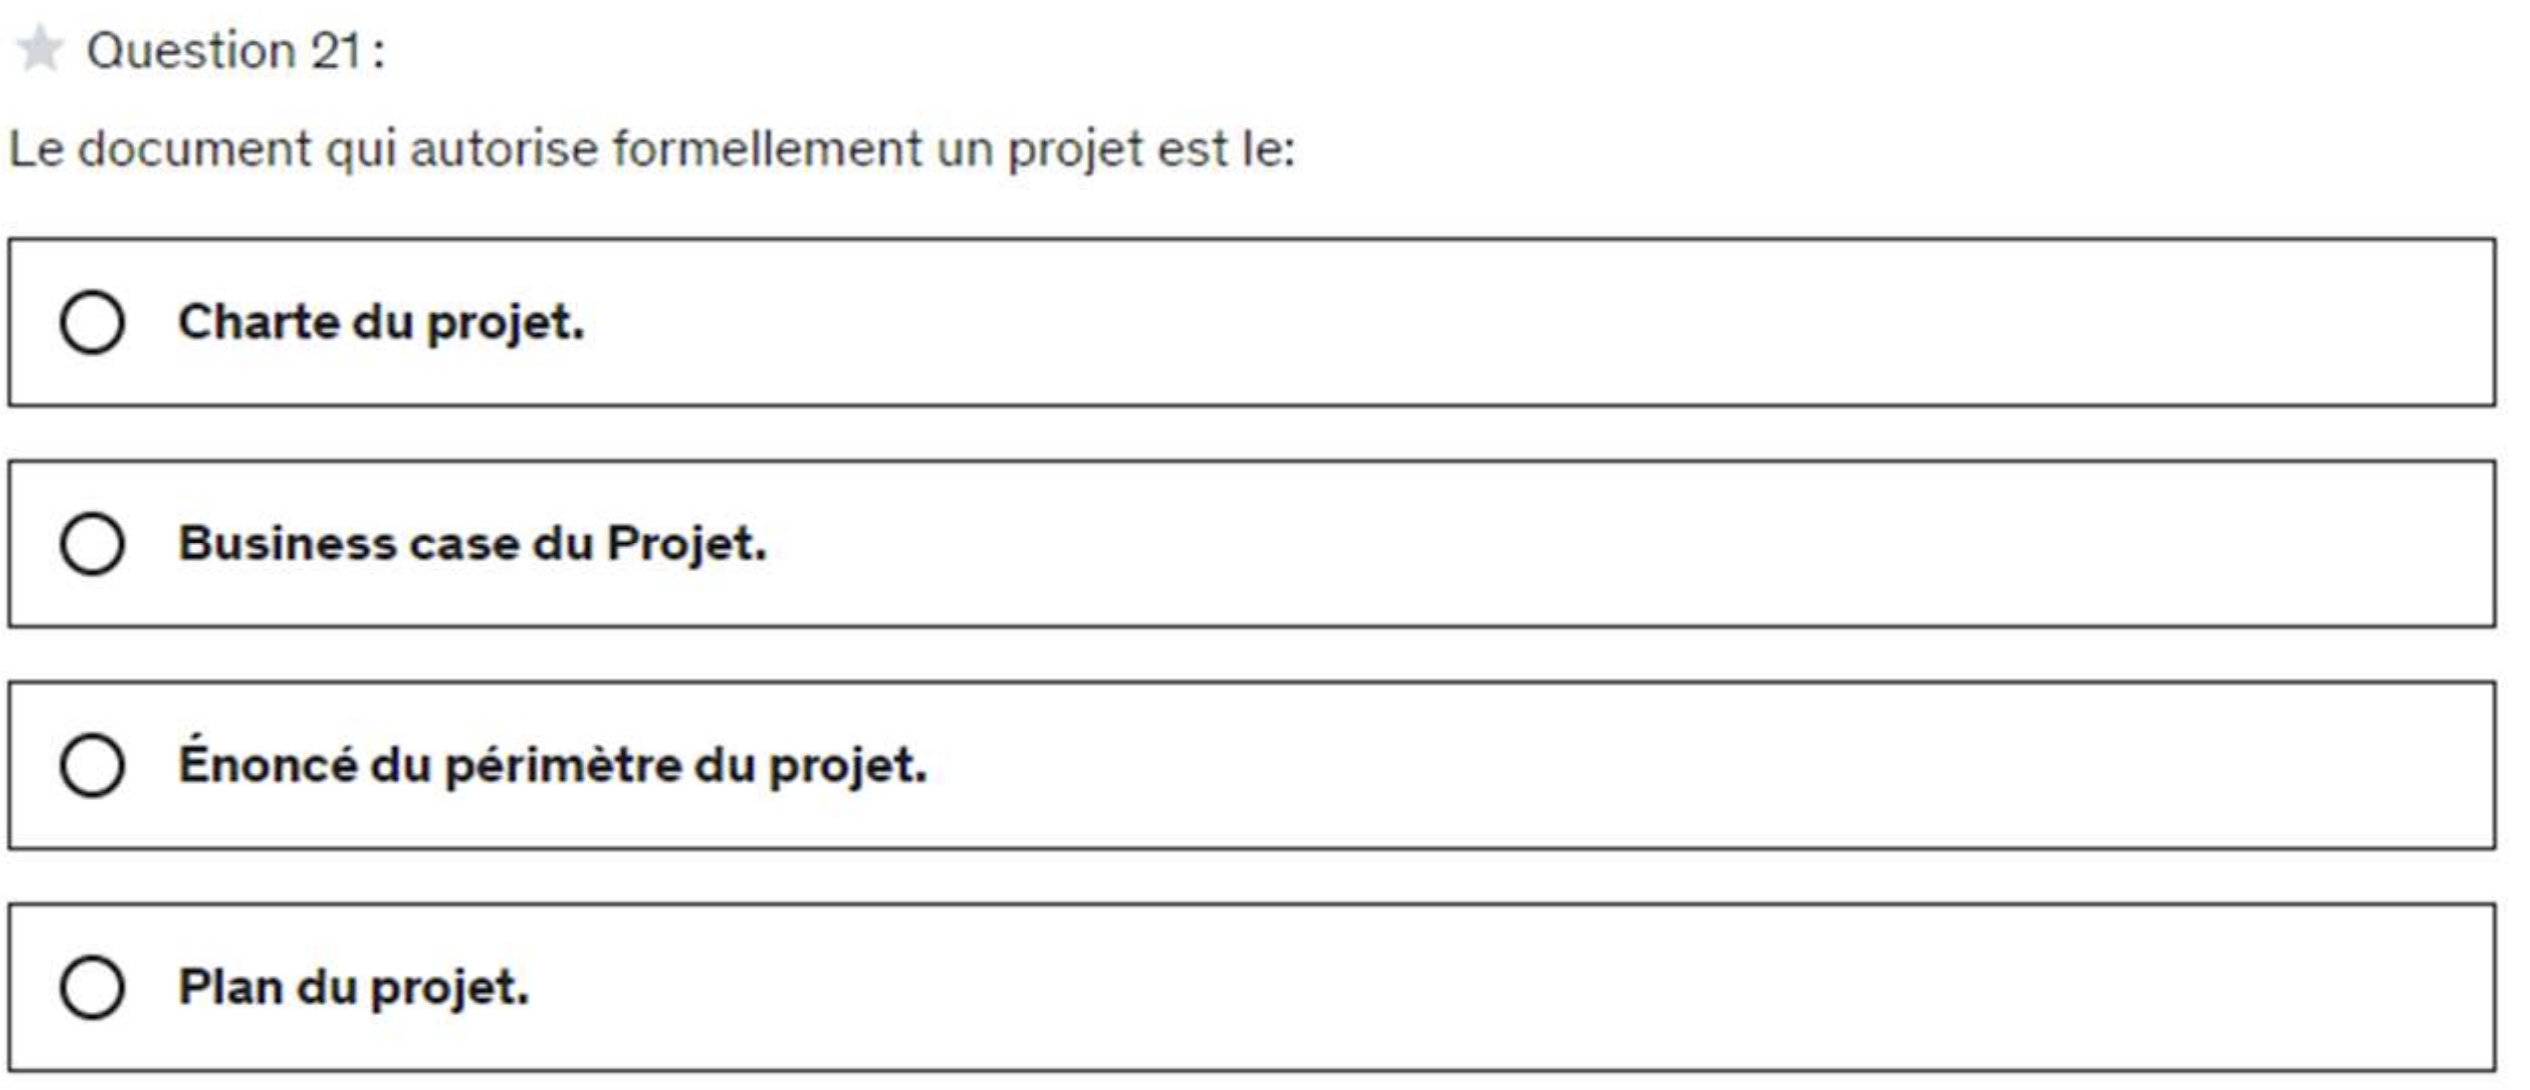 Question 21 :
Le document qui autorise formellement un projet est le:
Charte du projet.
Business case du Projet.
Énoncé du périmètre du projet.
Plan du projet.